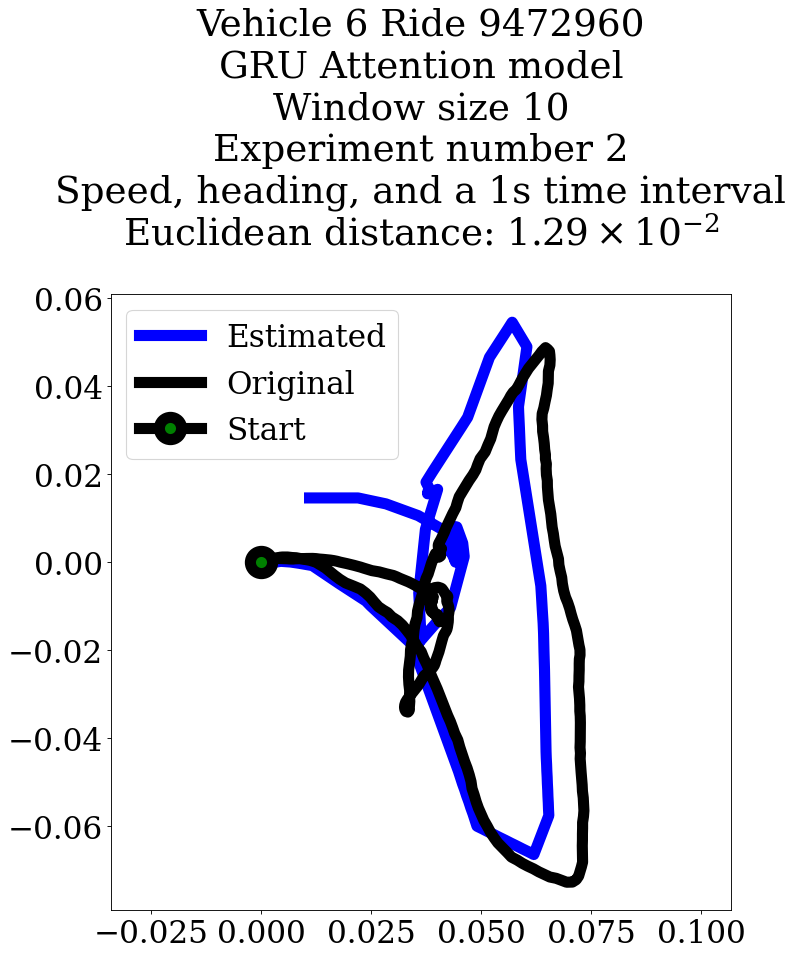 Vehicle 6 Ride 9472960
GRU Attention model
Window size 10
Experiment number 2
Speed, heading, and a 1s time interval
Euclidean distance: 1.29 × 10⁻²
0.06
0.04
0.02
0.00
−0.02
−0.04
−0.06
Estimated
Original
Start
−0.025 0.000 0.025 0.050 0.075 0.100